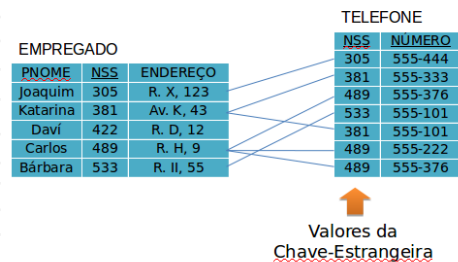 EMPREGADO
PNOME NSS ENDEREÇO
Joaquim 305 R. X, 123
Katarina 381 Av. K, 43
Daví 422 R. D, 12
Carlos 489 R. H, 9
Bárbara 533 R. II, 55
TELEFONE
NSS NÚMERO
305 555-444
381 555-333
489 555-376
533 555-101
381 555-101
489 555-222
489 555-376
Valores da
Chave-Estrangeira